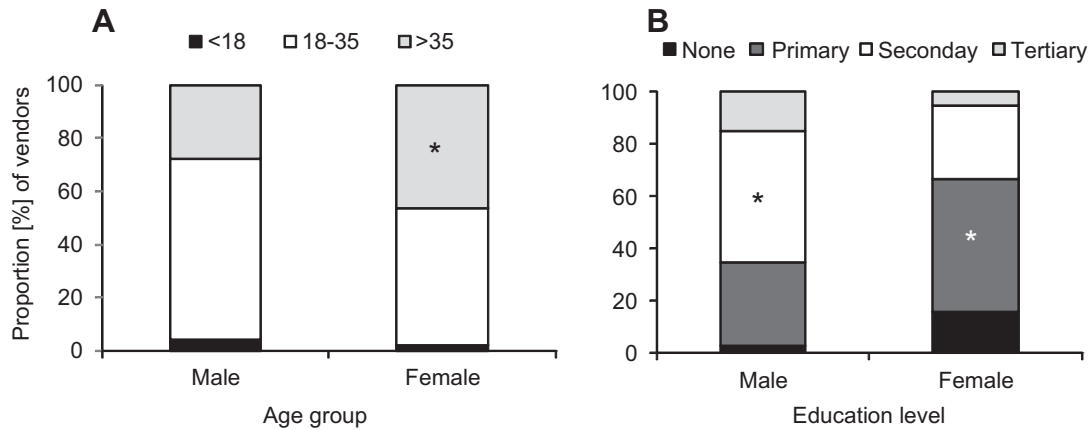 A
<18 18-35 >35
Proportion [%] of vendors
100
80
60
40
20
0
*
Male Female
Age group
B
None Primary Seconday Tertiary
100
80
60
40
20
0
*
*
Male Female
Education level